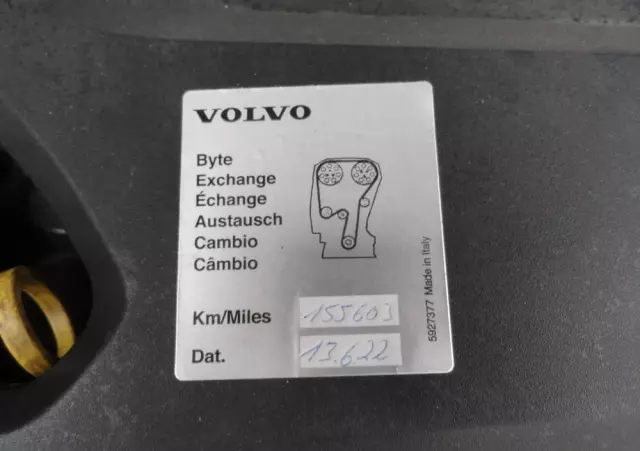 VOLVO
Byte
Exchange
Échange
Austausch
Cambio
Câmbio
Km/Miles 155603
Dat. 13.6.22
5927377 Made in Italy